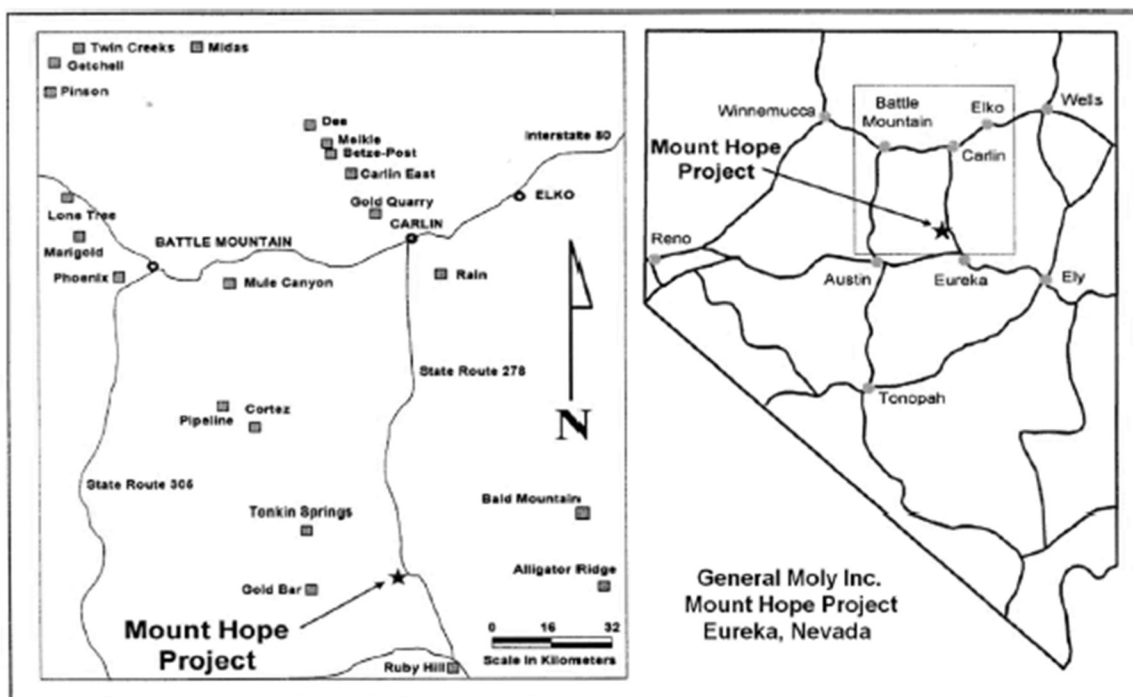 Twin Creeks
Midas
Getchell
Pinson
Dee
Meikle
Betze-Post
Interstate 80
Carlin East
Lone Tree
Gold Quarry
ELKO
CARLIN
Marigold
BATTLE MOUNTAIN
Phoenix
Mule Canyon
Rain
State Route 278
Pipeline
Cortez
N
State Route 305
Tonkin Springs
Bald Mountain
Gold Bar
Alligator Ridge
Mount Hope
Project
0 16 32
Scale in Kilometers
Ruby Hill
Winnemucca
Battle
Mountain
Elko
Wells
Mount Hope
Project
Carlin
Reno
Austin
Eureka
Ely
Tonopah
General Moly Inc.
Mount Hope Project
Eureka, Nevada